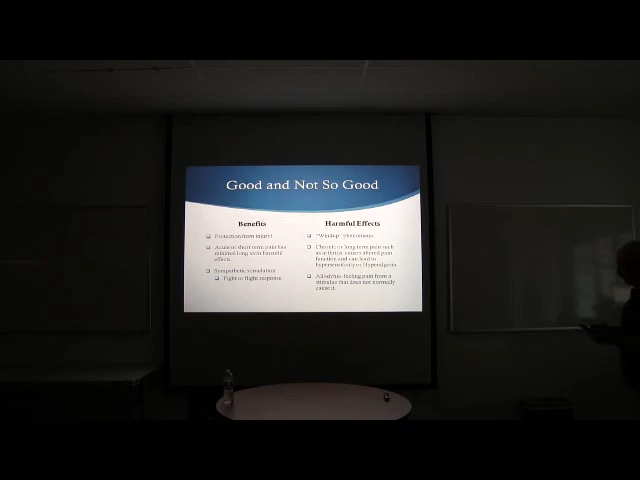 Good and Not So Good
Benefits
Protection from injury!
Acute or short term pain has
minimal long term harmful
effects.
Sympathetic stimulation
Fight or flight response
Harmful Effects
"Windup" phenomena
Chronic or long term pain such
as arthritis causes altered pain
function and can lead to
hypersensitivity or Hyperalgesia
Allodynia-feeling pain from a
stimulus that does not normally
cause it.